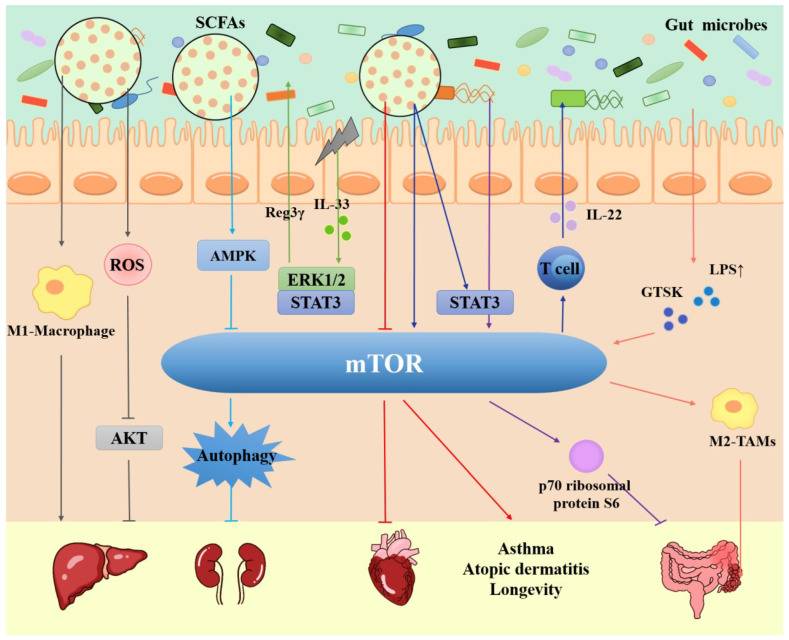 SCFAs
Gut microbes
Reg3γ
IL-33
IL-22
ROS
AMPK
ERK1/2
STAT3
STAT3
T cell
LPS↑
GTSK
M1-Macrophage
mTOR
AKT
Autophagy
M2-TAMs
p70 ribosomal
protein S6
Asthma
Atopic dermatitis
Longevity